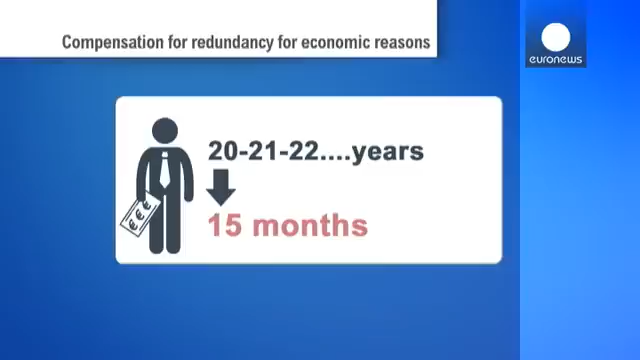 Compensation for redundancy for economic reasons
euronews
20-21-22....years
15 months
€€€